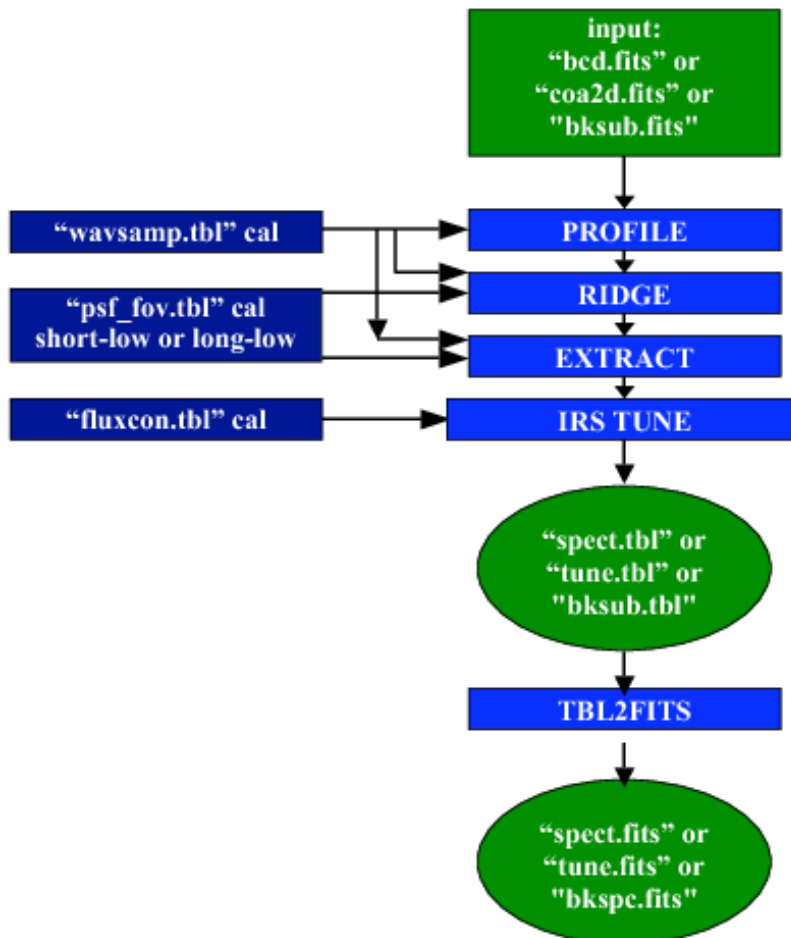 input:
“bcd.fits” or
“coa2d.fits” or
"bksub.fits"
“wavsamp.tbl” cal
PROFILE
“psf_fov.tbl” cal
short-low or long-low
RIDGE
EXTRACT
“fluxcon.tbl” cal
IRS TUNE
“spect.tbl” or
“tune.tbl” or
"bksub.tbl"
TBL2FITS
“spect.fits” or
“tune.fits” or
"bkspc.fits"